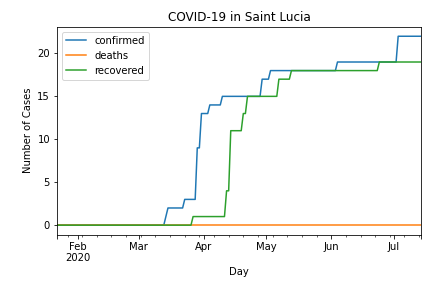 COVID-19 in Saint Lucia
confirmed
deaths
recovered
Number of Cases
20
15
10
5
0
Feb Mar Apr May Jun Jul
2020
Day